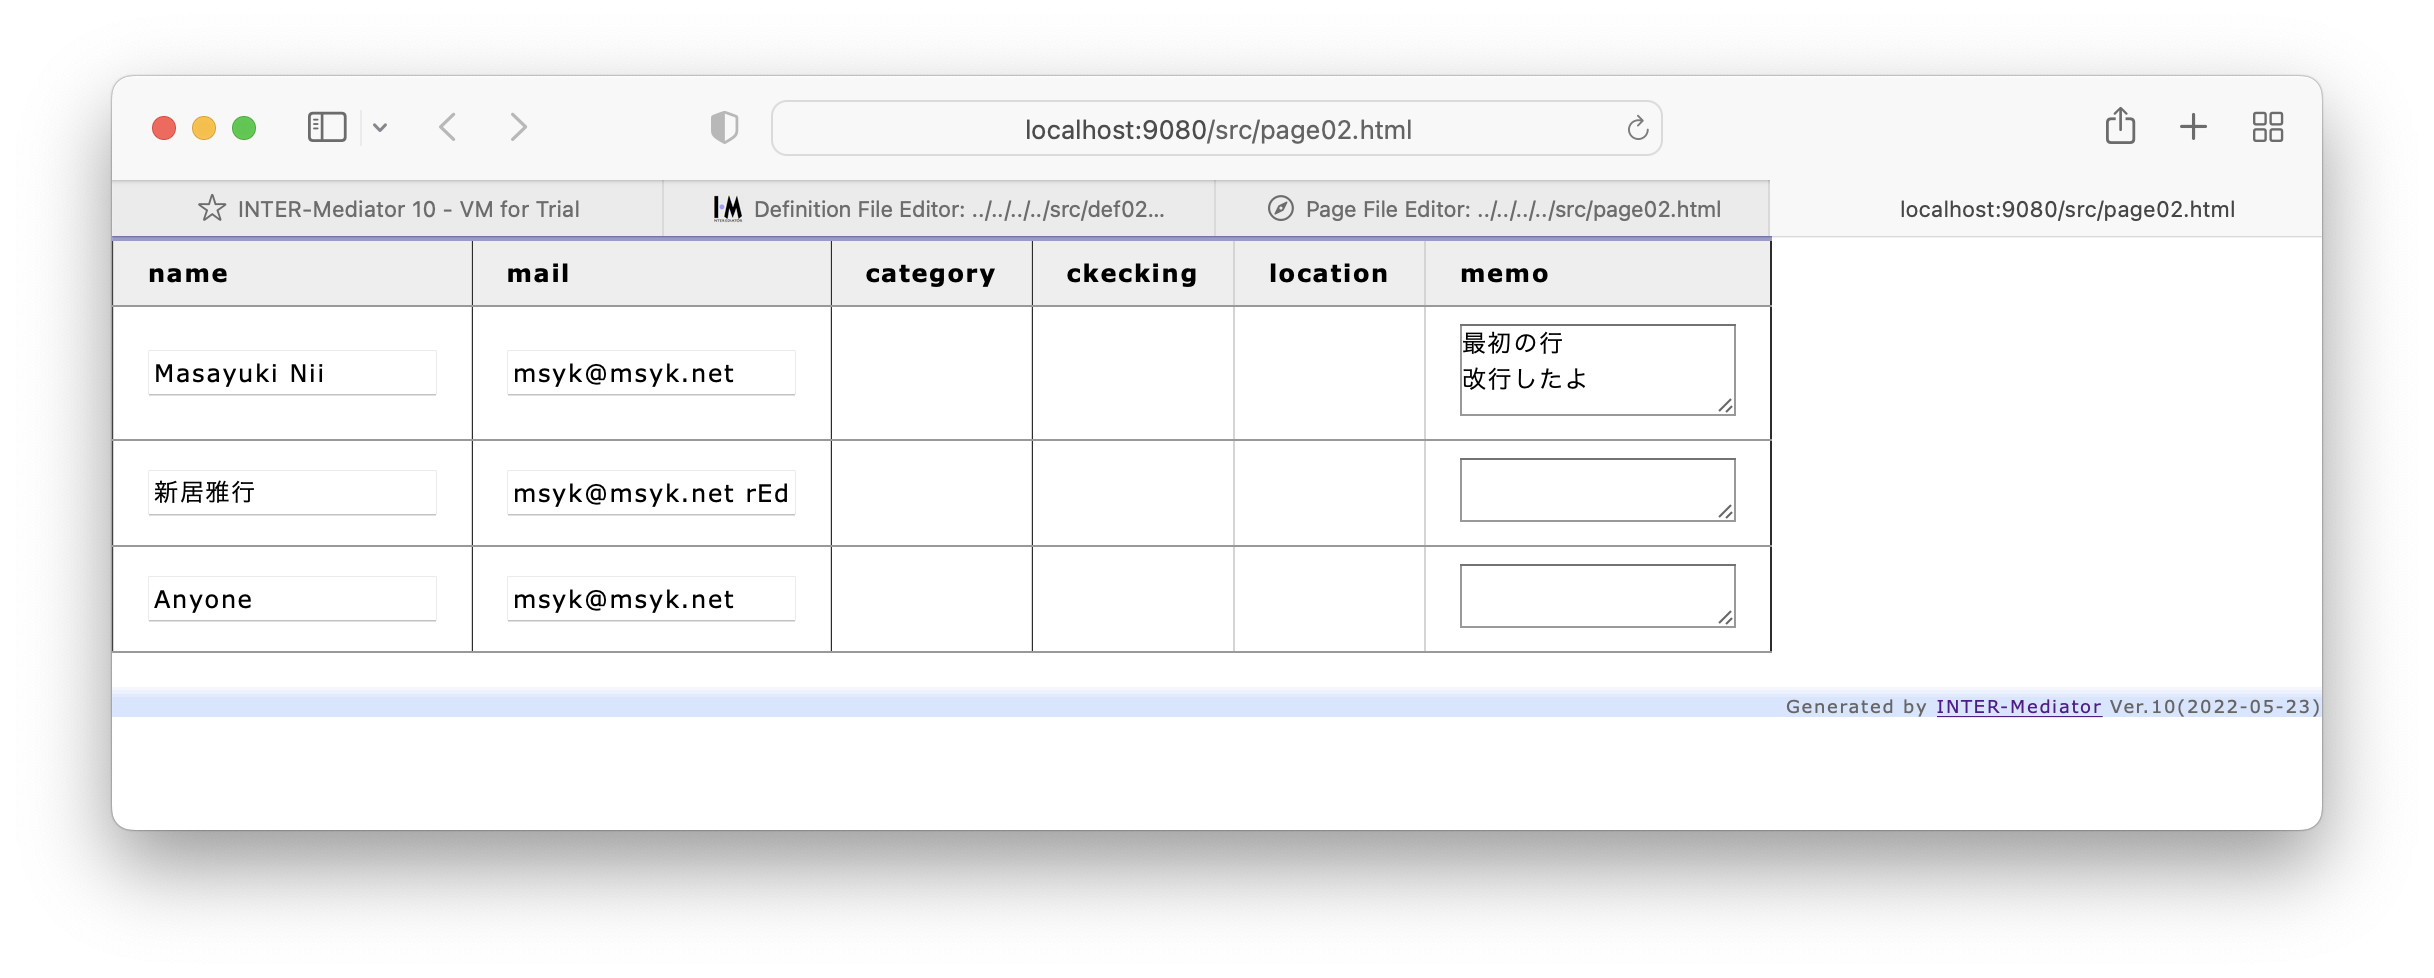 localhost:9080/src/page02.html
INTER-Mediator 10 - VM for Trial
Definition File Editor: ../../../../src/def02...
Page File Editor: ../../../../src/page02.html
localhost:9080/src/page02.html
name mail category ckecking location memo
Masayuki Nii msyk@msyk.net 最初の行
改行したよ
新居雅行 msyk@msyk.net rEd
Anyone msyk@msyk.net
Generated by INTER-Mediator Ver.10(2022-05-23)